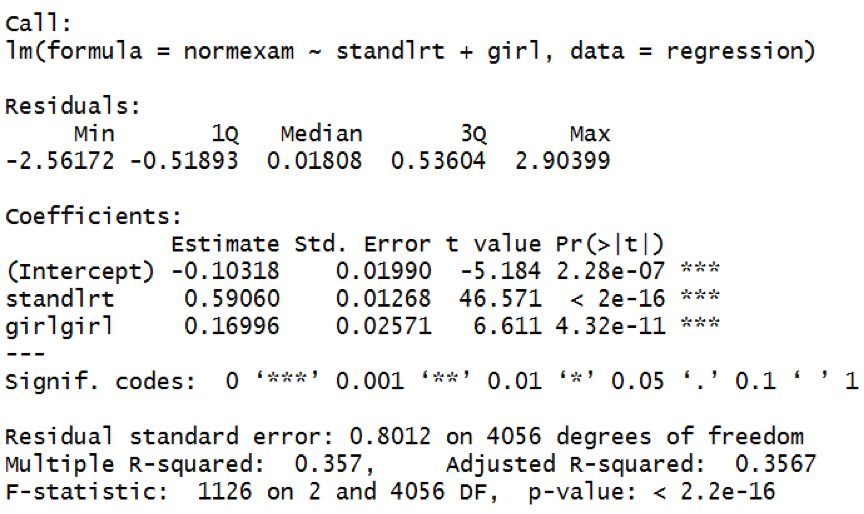 Call:
lm(formula = normexam ~ standlrt + girl, data = regression)
Residuals:
Min 1Q Median 3Q Max
-2.56172 -0.51893 0.01808 0.53604 2.90399
Coefficients:
Estimate Std. Error t value Pr(>|t|)
(Intercept) -0.10318 0.01990 -5.184 2.28e-07 ***
standlrt 0.59060 0.01268 46.571 < 2e-16 ***
girlgirl 0.16996 0.02571 6.611 4.32e-11 ***
---
Signif. codes: 0 ‘***’ 0.001 ‘**’ 0.01 ‘*’ 0.05 ‘.’ 0.1 ‘ ’ 1
Residual standard error: 0.8012 on 4056 degrees of freedom
Multiple R-squared: 0.357, Adjusted R-squared: 0.3567
F-statistic: 1126 on 2 and 4056 DF, p-value: < 2.2e-16